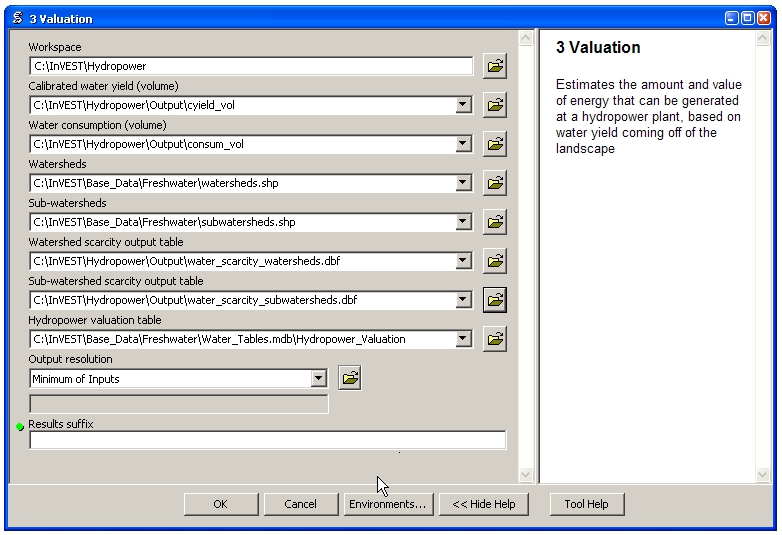 3 Valuation
Workspace
C:\InVEST\Hydropower
Calibrated water yield (volume)
C:\InVEST\Hydropower\Output\cyield_vol
Water consumption (volume)
C:\InVEST\Hydropower\Output\consum_vol
Watersheds
C:\InVEST\Base_Data\Freshwater\watersheds.shp
Sub-watersheds
C:\InVEST\Base_Data\Freshwater\subwatersheds.shp
Watershed scarcity output table
C:\InVEST\Hydropower\Output\water_scarcity_watersheds.dbf
Sub-watershed scarcity output table
C:\InVEST\Hydropower\Output\water_scarcity_subwatersheds.dbf
Hydropower valuation table
C:\InVEST\Base_Data\Freshwater\Water_Tables.mdb\Hydropower_Valuation
Output resolution
Minimum of Inputs
Results suffix
3 Valuation
Estimates the amount and value
of energy that can be generated
at a hydropower plant, based on
water yield coming off of the
landscape
OK
Cancel
Environments...
<< Hide Help
Tool Help